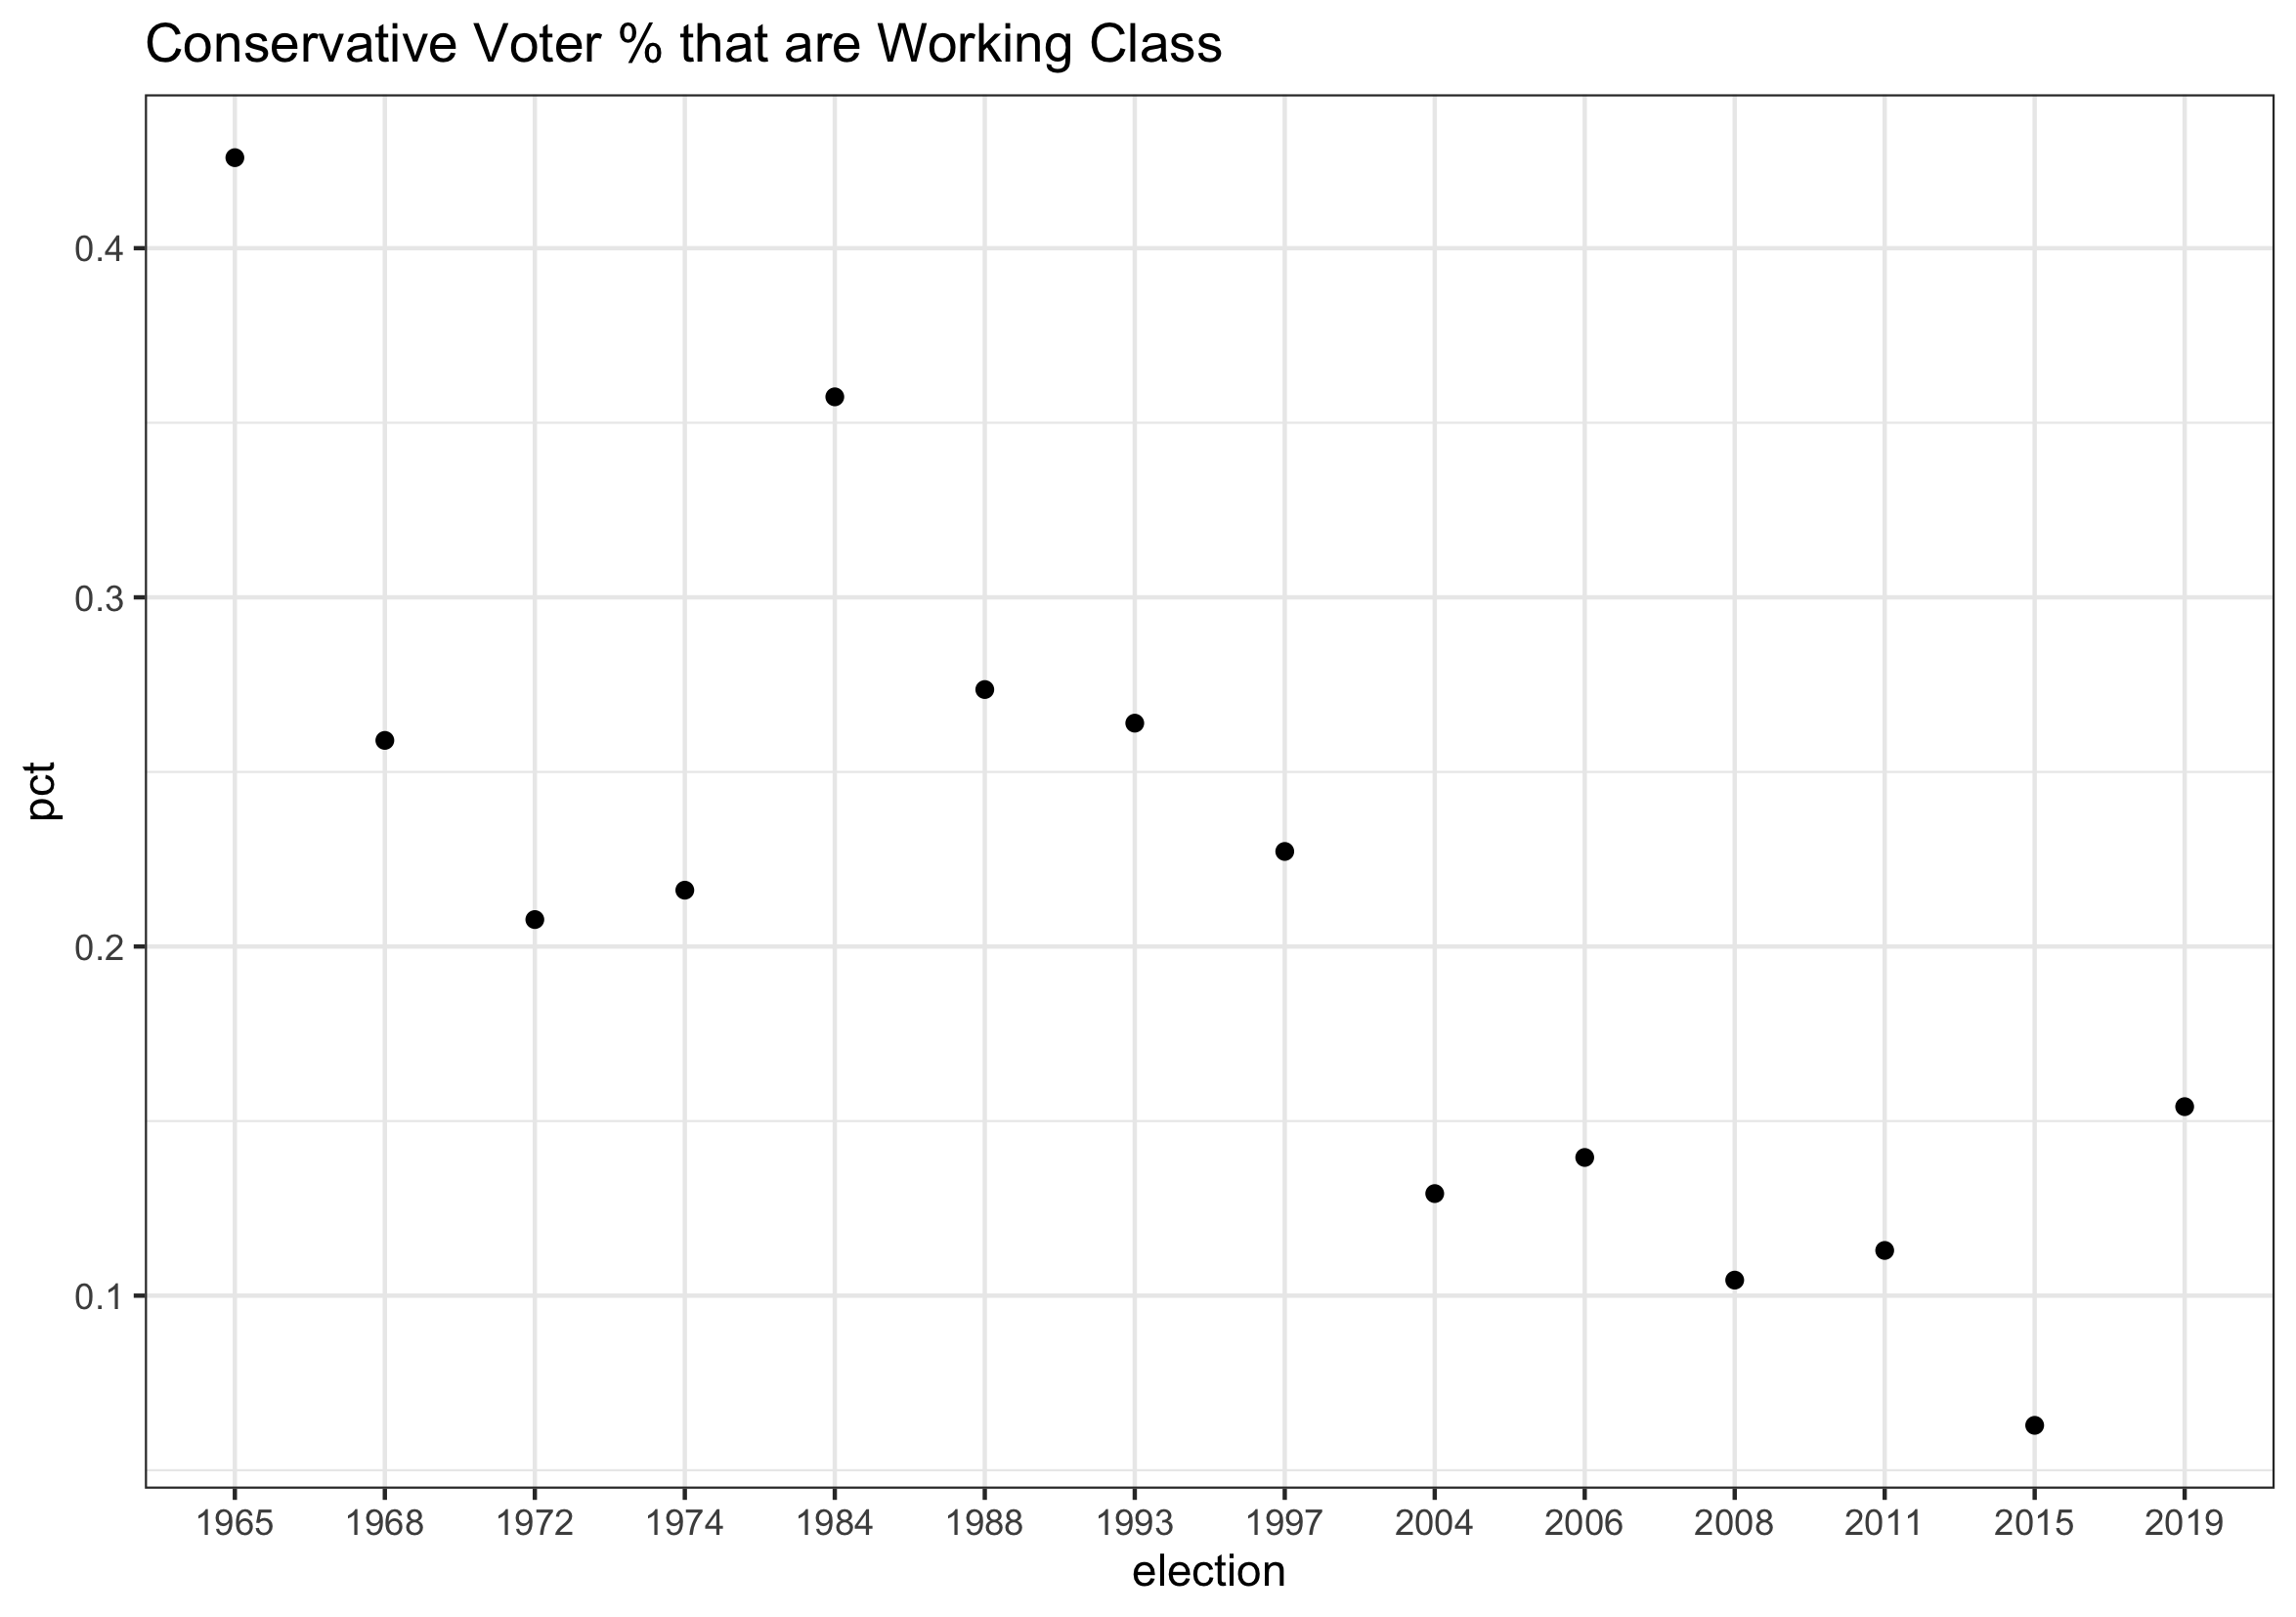 Conservative Voter % that are Working Class
0.4
0.3
0.2
0.1
pct
1965 1968 1972 1974 1984 1988 1993 1997 2004 2006 2008 2011 2015 2019
election